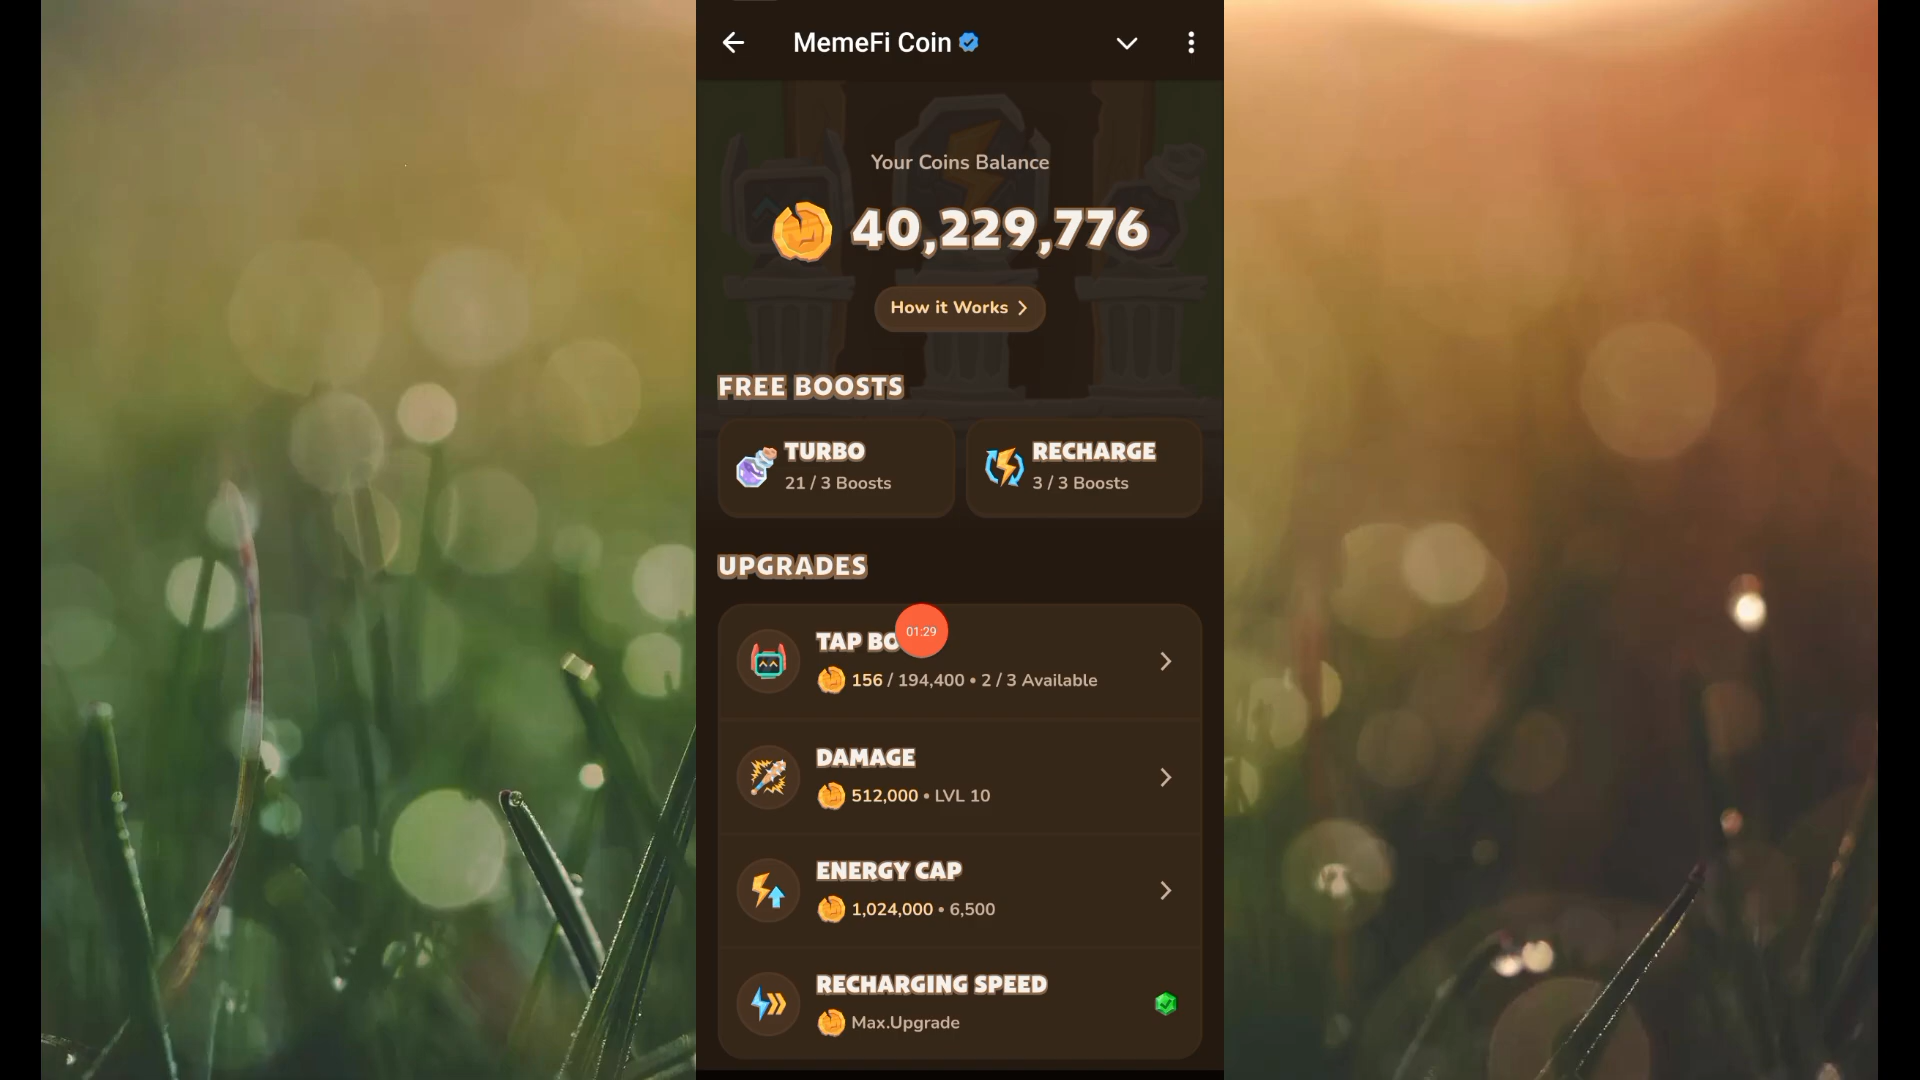 MemeFi Coin
Your Coins Balance
40,229,776
How it Works
FREE BOOSTS
TURBO
21 / 3 Boosts
RECHARGE
3 / 3 Boosts
UPGRADES
TAP BO
01:29
156 / 194,400 • 2 / 3 Available
DAMAGE
512,000 • LVL 10
ENERGY CAP
1,024,000 • 6,500
RECHARGING SPEED
Max.Upgrade